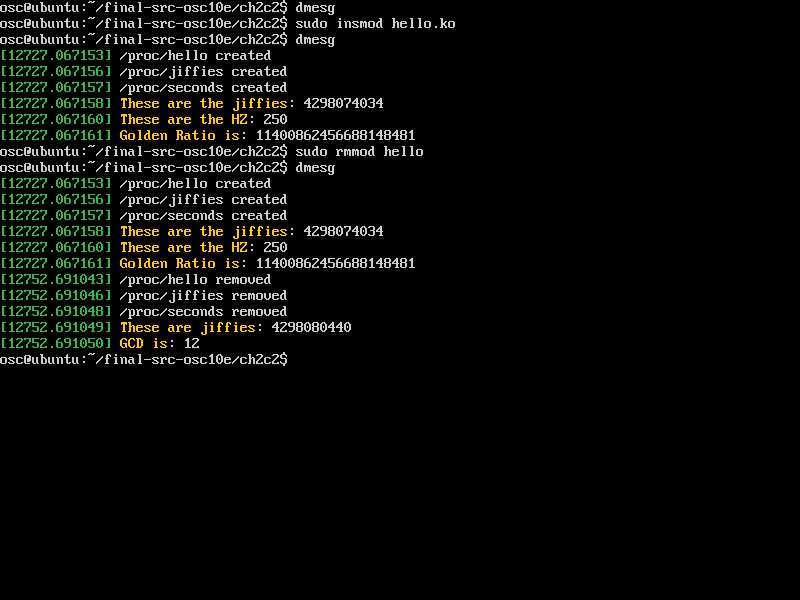 osc@ubuntu:~/final-src-osc10e/ch2c2$ dmesg
osc@ubuntu:~/final-src-osc10e/ch2c2$ sudo insmod hello.ko
osc@ubuntu:~/final-src-osc10e/ch2c2$ dmesg
[12727.067153] /proc/hello created
[12727.067156] /proc/jiffies created
[12727.067157] /proc/seconds created
[12727.067158] These are the jiffies: 4298074034
[12727.067160] These are the HZ: 250
[12727.067161] Golden Ratio is: 11400862456688148481
osc@ubuntu:~/final-src-osc10e/ch2c2$ sudo rmmod hello
osc@ubuntu:~/final-src-osc10e/ch2c2$ dmesg
[12727.067153] /proc/hello created
[12727.067156] /proc/jiffies created
[12727.067157] /proc/seconds created
[12727.067158] These are the jiffies: 4298074034
[12727.067160] These are the HZ: 250
[12727.067161] Golden Ratio is: 11400862456688148481
[12752.691043] /proc/hello removed
[12752.691046] /proc/jiffies removed
[12752.691048] /proc/seconds removed
[12752.691049] These are jiffies: 4298080440
[12752.691050] GCD is: 12
osc@ubuntu:~/final-src-osc10e/ch2c2$